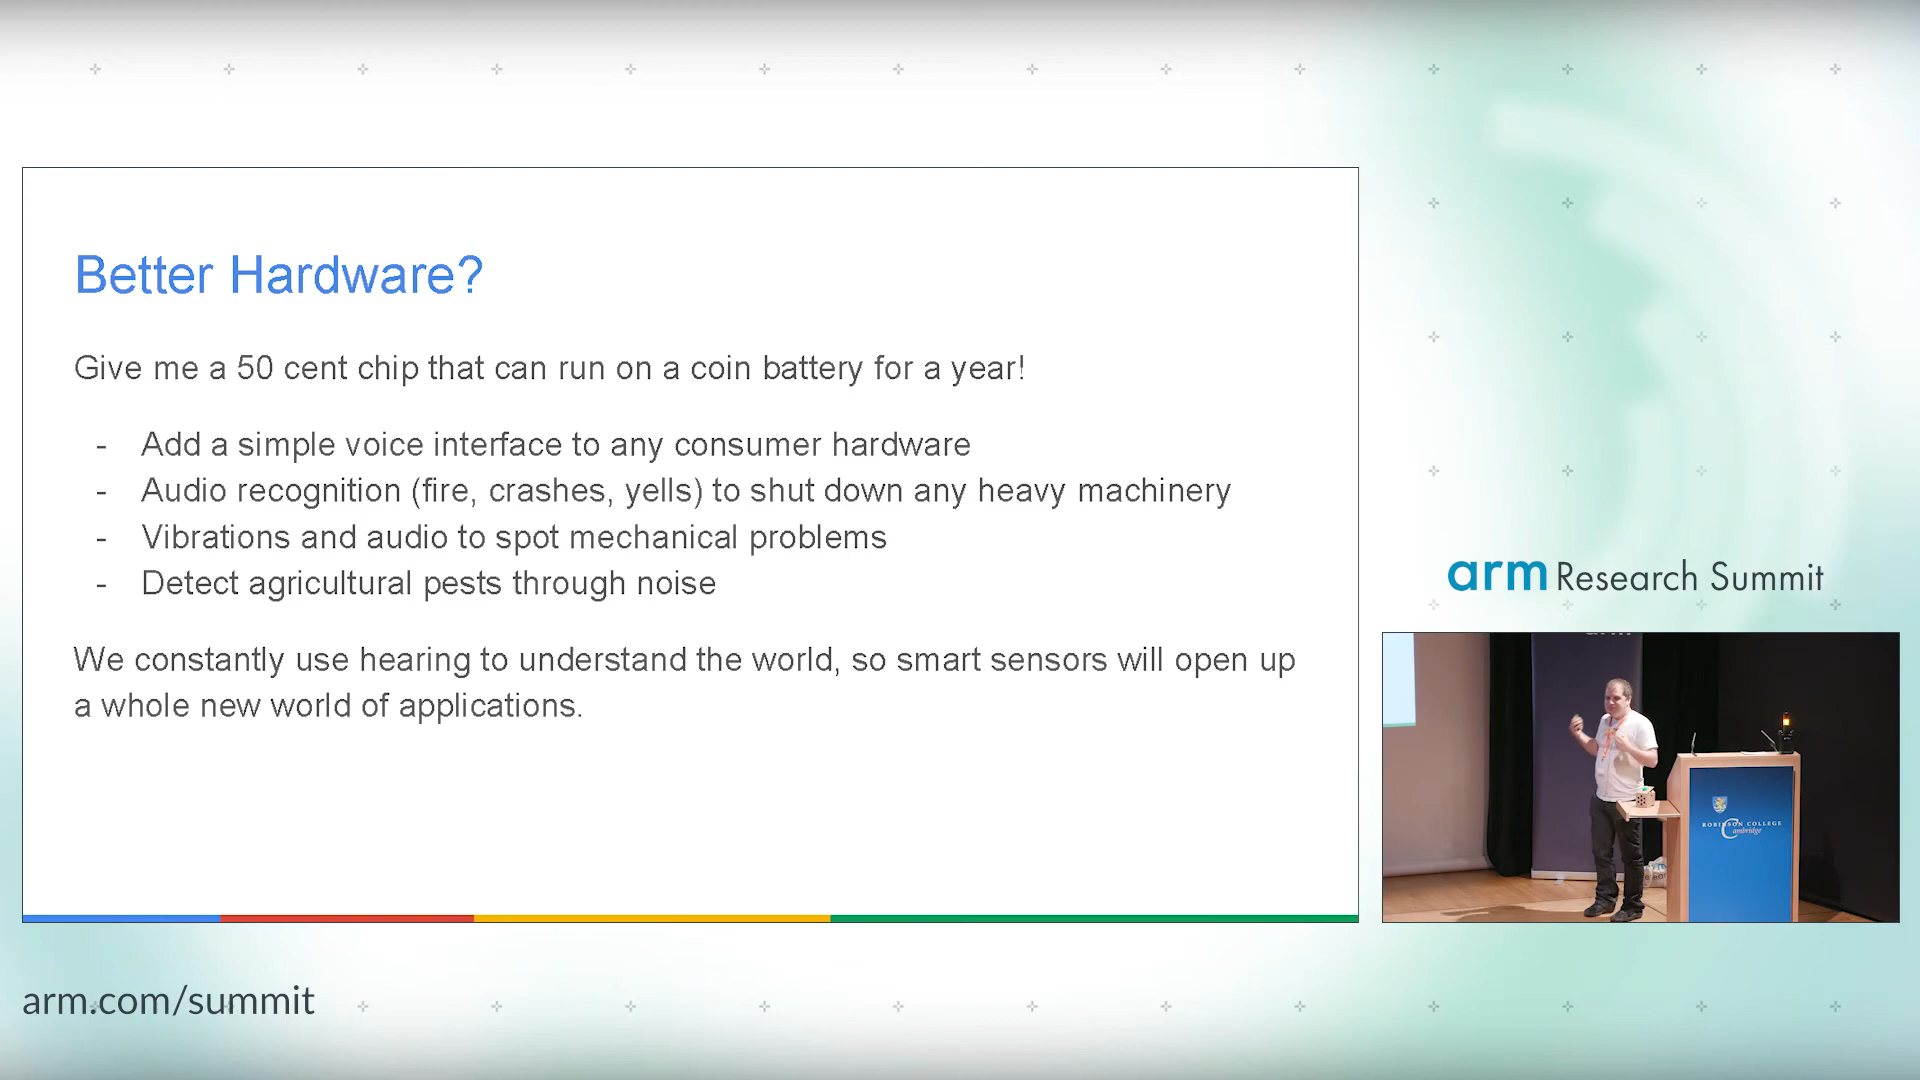 Better Hardware?
Give me a 50 cent chip that can run on a coin battery for a year!
- Add a simple voice interface to any consumer hardware
- Audio recognition (fire, crashes, yells) to shut down any heavy machinery
- Vibrations and audio to spot mechanical problems
- Detect agricultural pests through noise
We constantly use hearing to understand the world, so smart sensors will open up
a whole new world of applications.
arm Research Summit
ROBINSON COLLEGE
Cambridge
arm.com/summit